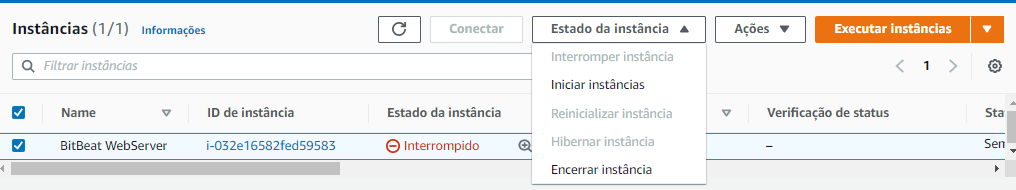 Instâncias (1/1) Informações Conectar Estado da instância Ações Executar instâncias
Filtrar instâncias 1
Interromper instância
Iniciar instâncias
Reinicializar instância
Hibernar instância
Encerrar instância
Name ID de instância Estado da instância Verificação de status Sta
BitBeat WebServer i-032e16582fed59583 Interrompido – Sem